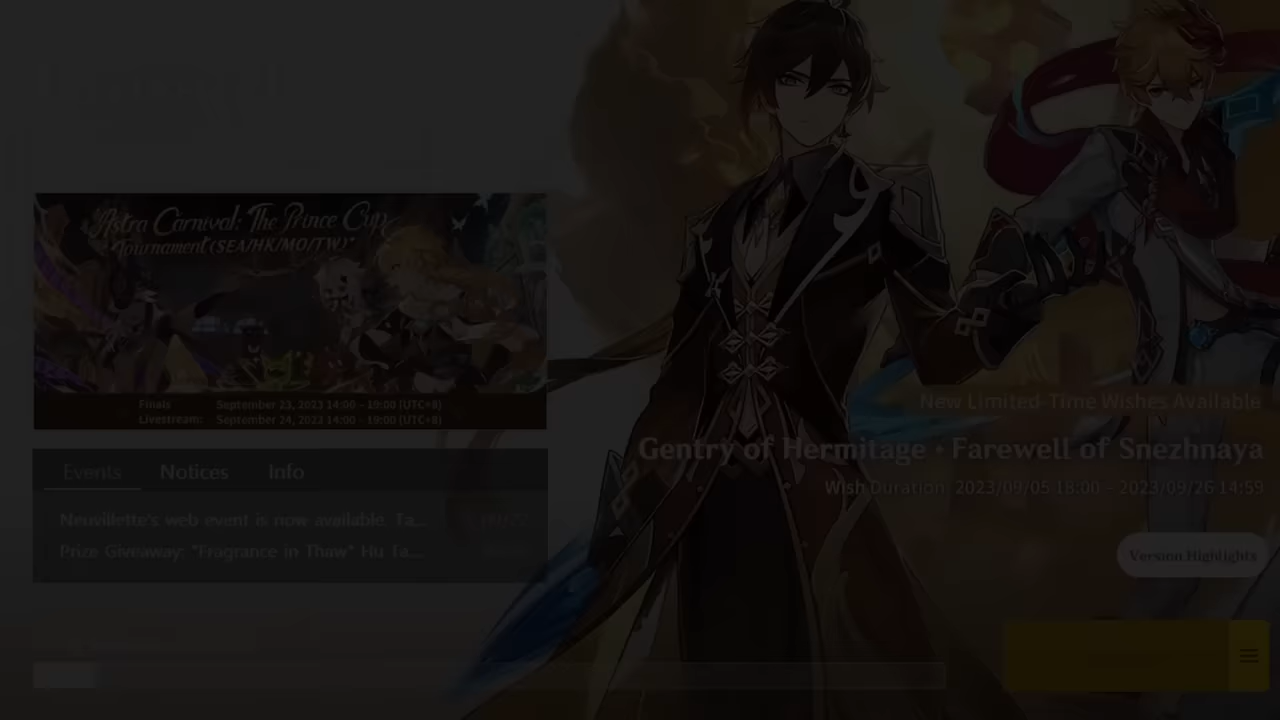 Astra Carnival: The Prince Cup
Tournament (SEA/HK/MO/TW)"
Finals September 23, 2023 14:00 – 19:00 (UTC+8)
Livestream: September 24, 2023 14:00 – 19:00 (UTC+8)
New Limited-Time Wishes Available
Gentry of Hermitage • Farewell of Snezhnaya
Wish Duration: 2023/09/05 18:00 – 2023/09/26 14:59
Events Notices Info
Neuvillette's web event is now available. Ta...
Prize Giveaway: "Fragrance in Thaw" Hu Ta...
Version Highlights